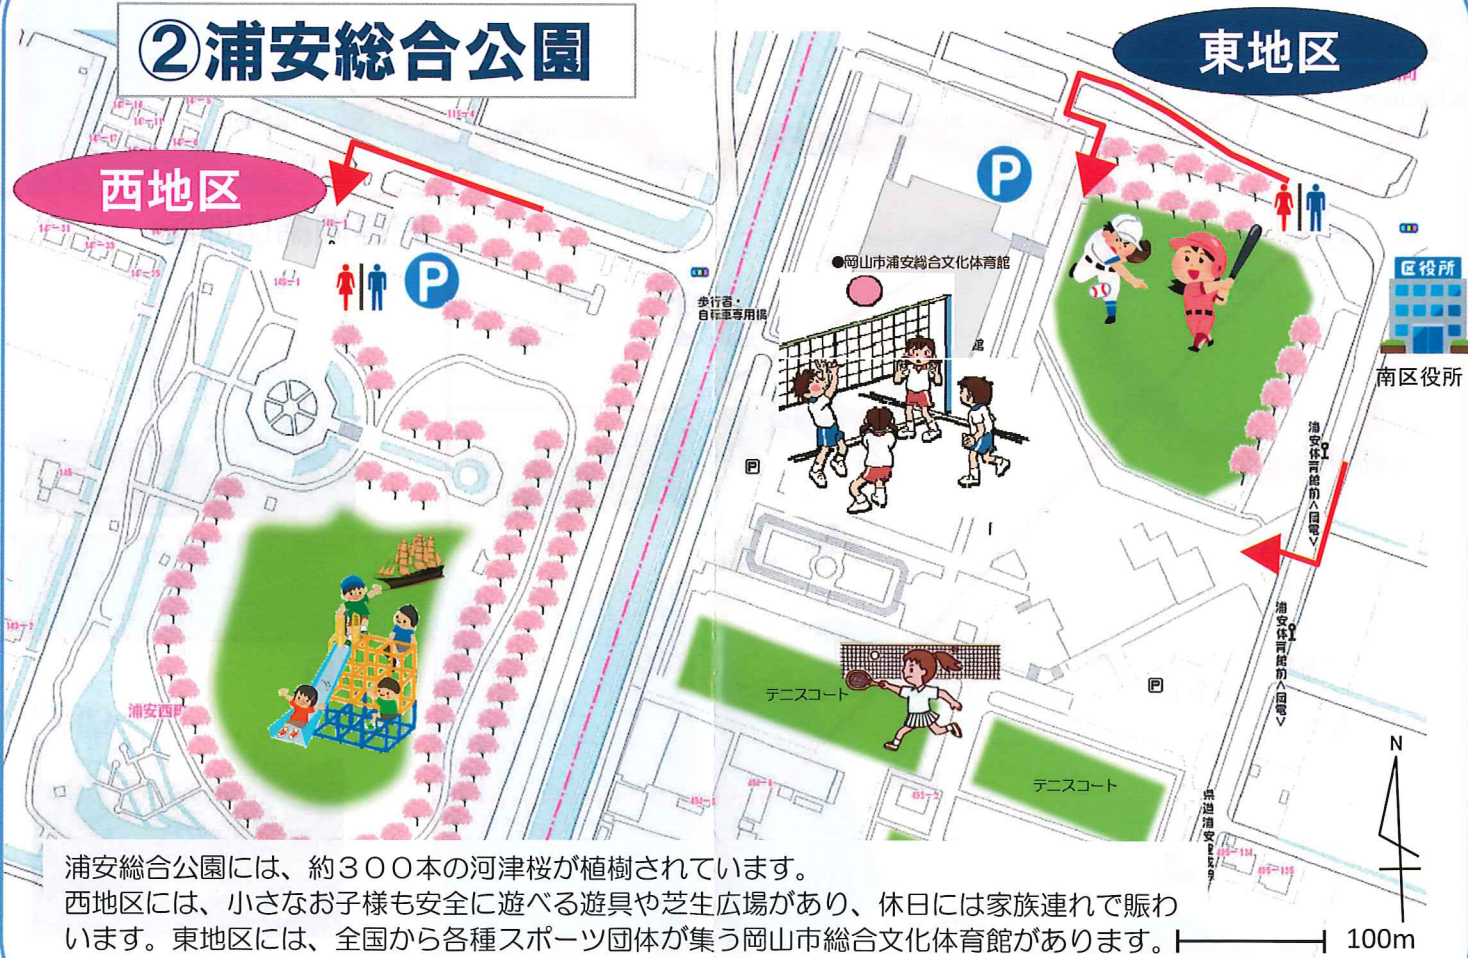 ②浦安総合公園
東地区
西地区
P
P
●岡山市浦安総合文化体育館
歩行者・
自転車専用橋
区役所
南区役所
館
P
浦安体育館前<岡電>
浦安体育館前<岡電>
P
テニスコート
テニスコート
浦安西町
N
浦安総合公園には、約３００本の河津桜が植樹されています。
西地区には、小さなお子様も安全に遊べる遊具や芝生広場があり、休日には家族連れで賑わ
います。東地区には、全国から各種スポーツ団体が集う岡山市総合文化体育館があります。
100m